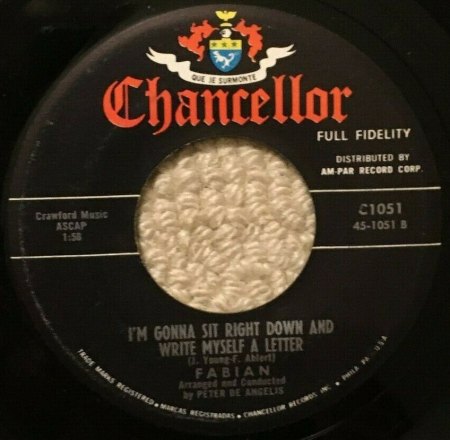 QUE JE SURMONTE
Chancellor
FULL FIDELITY
DISTRIBUTED BY
AM-PAR RECORD CORP.
Crawford Music
ASCAP
1:58
C1051
45-1051 B
I'M GONNA SIT RIGHT DOWN AND
WRITE MYSELF A LETTER
(J. Young-F. Ahlert)
FABIAN
Arranged and Conducted
by PETER DE ANGELIS
TRADE MARKS REGISTERED • MARCAS REGISTRADAS • CHANCELLOR RECORDS INC. • PHILA. PA., U.S.A.